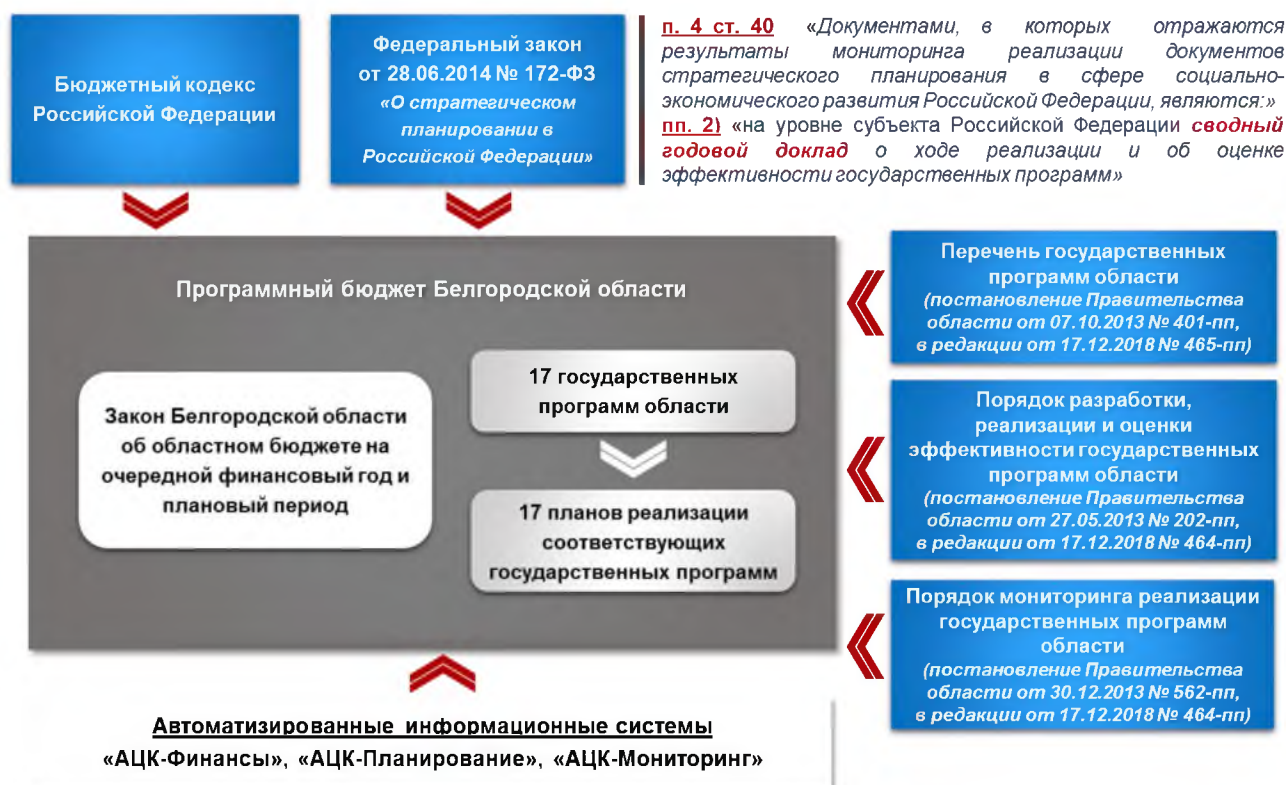 Бюджетный кодекс
Российской Федерации
Федеральный закон
от 28.06.2014 № 172-ФЗ
«О стратегическом
планировании в
Российской Федерации»
п. 4 ст. 40 «Документами, в которых отражаются
результаты мониторинга реализации документов
стратегического планирования в сфере социально-
экономического развития Российской Федерации, являются:»
пп. 2) «на уровне субъекта Российской Федерации сводный
годовой доклад о ходе реализации и об оценке
эффективности государственных программ»
Программный бюджет Белгородской области
Закон Белгородской области
об областном бюджете на
очередной финансовый год и
плановый период
17 государственных
программ области
17 планов реализации
соответствующих
государственных программ
Перечень государственных
программ области
(постановление Правительства
области от 07.10.2013 № 401-пп,
в редакции от 17.12.2018 № 465-пп)
Порядок разработки,
реализации и оценки
эффективности государственных
программ области
(постановление Правительства
области от 27.05.2013 № 202-пп,
в редакции от 17.12.2018 № 464-пп)
Порядок мониторинга реализации
государственных программ
области
(постановление Правительства
области от 30.12.2013 № 562-пп,
в редакции от 17.12.2018 № 464-пп)
Автоматизированные информационные системы
«АЦК-Финансы», «АЦК-Планирование», «АЦК-Мониторинг»